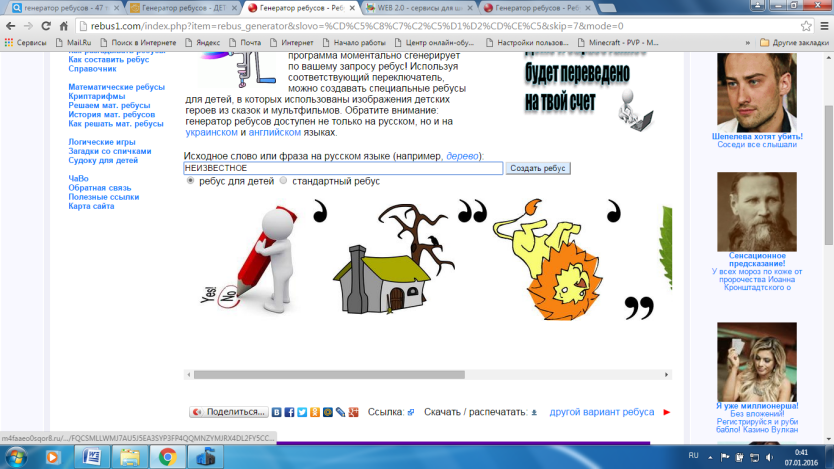 генератор ребусов - 47 т
Генератор ребусов - ДЕТ
Генератор ребусов - Реб
WEB 2.0 - сервисы для ш
Генератор ребусов - Реб
rebus1.com/index.php?item=rebus_generator&slovo=%CD%C5%C8%C7%C2%C5%D1%D2%CD%CE%C5&skip=7&mode=0
Сервисы Mail.Ru Поиск в Интернете Яндекс Почта Интернет Начало работы Центр онлайн-обу... Настройки пользов... Minecraft - PVP - M... » Другие закладки
Как составить ребус
Справочник
Математические ребусы
Криптарифмы
Решаем мат. ребусы
История мат. ребусов
Как решать мат. ребусы
Логические игры
Загадки со спичками
Судоку для детей
ЧаВо
Обратная связь
Полезные ссылки
Карта сайта
программа моментально сгенерирует
по вашему запросу ребус! Используя
соответствующий переключатель,
можно создавать специальные ребусы
для детей, в которых использованы изображения детских
героев из сказок и мультфильмов. Обратите внимание:
генератор ребусов доступен не только на русском, но и на
украинском и английском языках.
будет переведено
на твой счет
Исходное слово или фраза на русском языке (например, дерево):
НЕИЗВЕСТНОЕ
Создать ребус
ребус для детей стандартный ребус
,
,,
,
,,
Yes!
No
Поделиться...
Ссылка:
Скачать / распечатать:
другой вариант ребуса
Шепелева хотят убить!
Соседи все слышали
Сенсационное
предсказание!
У всех мороз по коже от
пророчества Иоанна
Кронштадтского о
Я уже миллионерша!
Без вложений!
Регистрируйся и руби
бабло! Казино Вулкан
m4faaeo0sqor8.ru/.../FQCSMLLWMJ7AU5J5EA3SYP3FP4QQMNZYMJRX4DL2FY5CC...
RU
0:41
07.01.2016